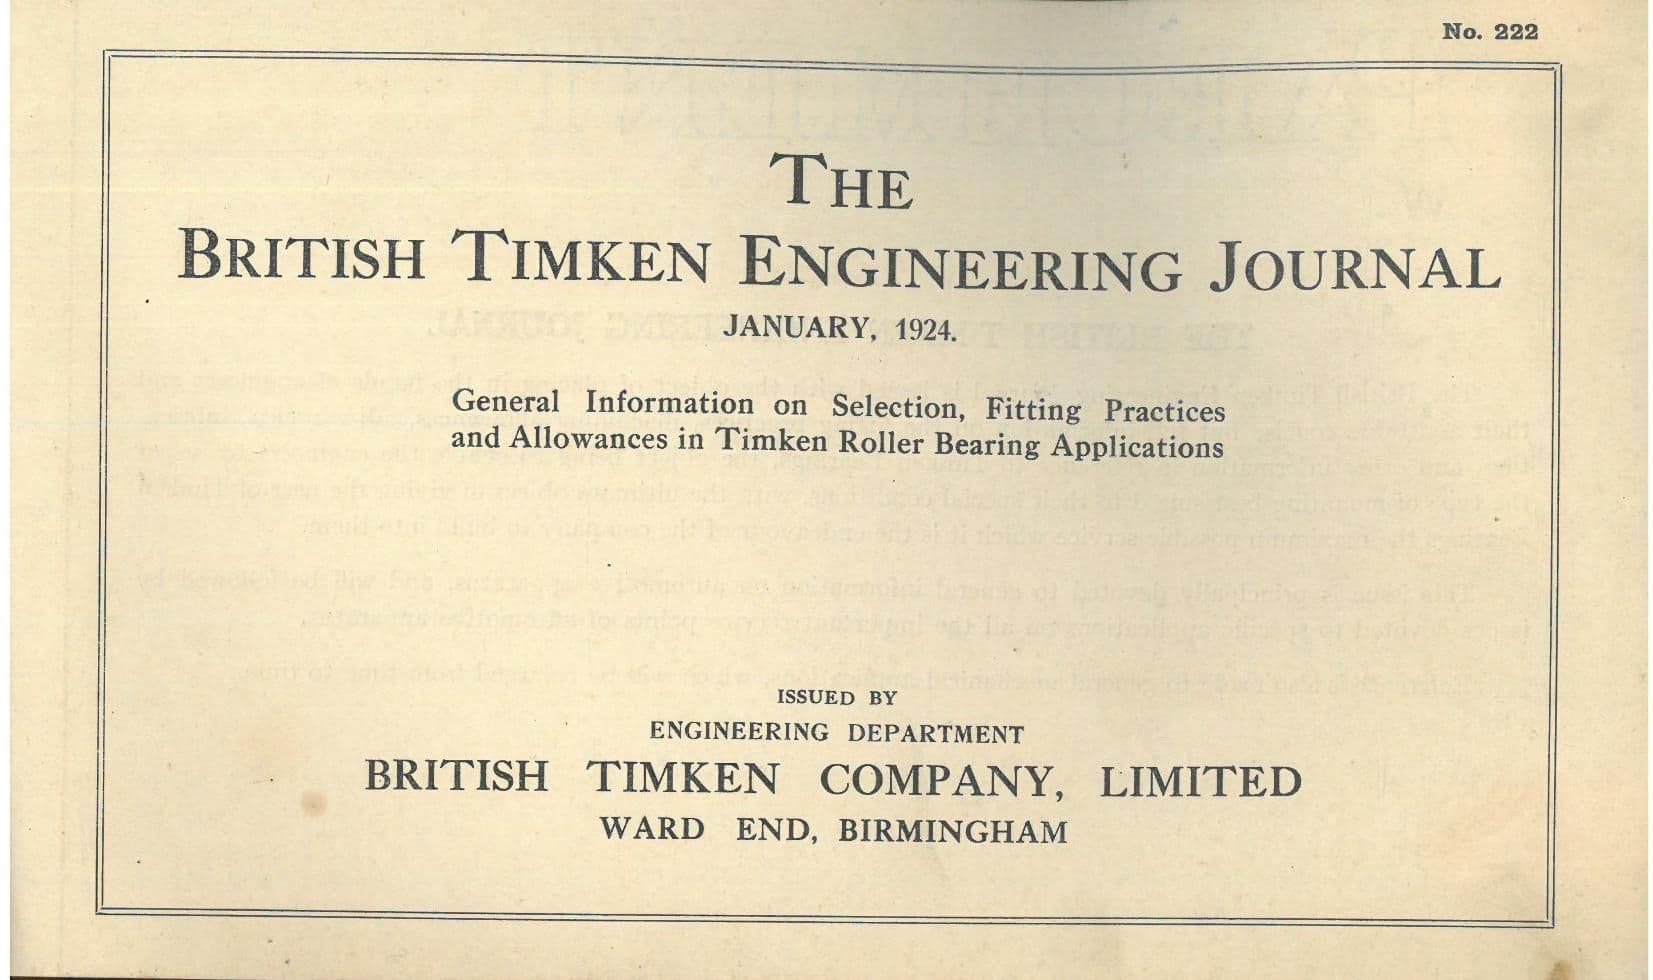 No. 222
THE
BRITISH TIMKEN ENGINEERING JOURNAL
JANUARY, 1924.
General Information on Selection, Fitting Practices
and Allowances in Timken Roller Bearing Applications
ISSUED BY
ENGINEERING DEPARTMENT
BRITISH TIMKEN COMPANY, LIMITED
WARD END, BIRMINGHAM